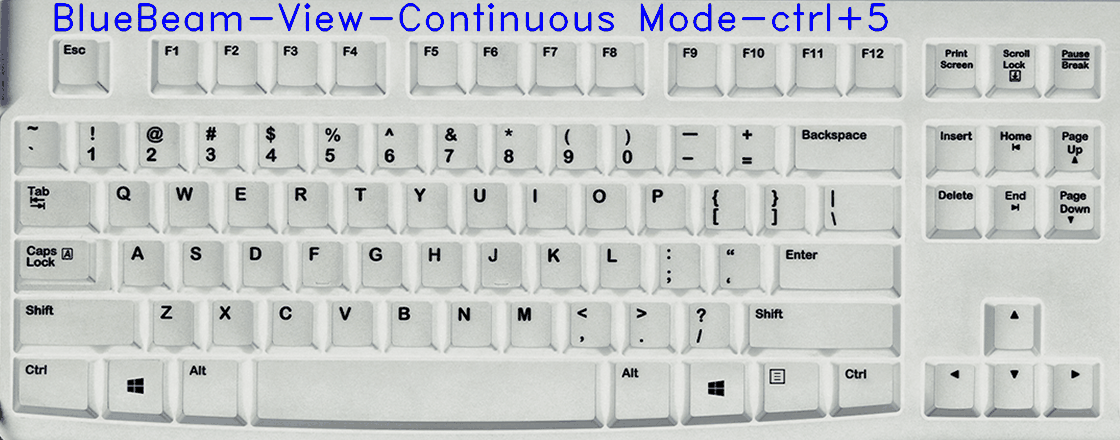 BlueBeam-View-Continuous Mode-ctrl+5
Esc F1 F2 F3 F4 F5 F6 F7 F8 F9 F10 F11 F12 Print Screen Scroll Lock Pause Break
~ ` ! 1 @ 2 # 3 $ 4 % 5 ^ 6 & 7 * 8 ( 9 ) 0 — - + = Backspace Insert Home Page Up
Tab Q W E R T Y U I O P { [ } ] | \ Delete End Page Down
Caps Lock A A S D F G H J K L : ; “ ‘ Enter
Shift Z X C V B N M < , > . ? / Shift
Ctrl Alt Alt Ctrl